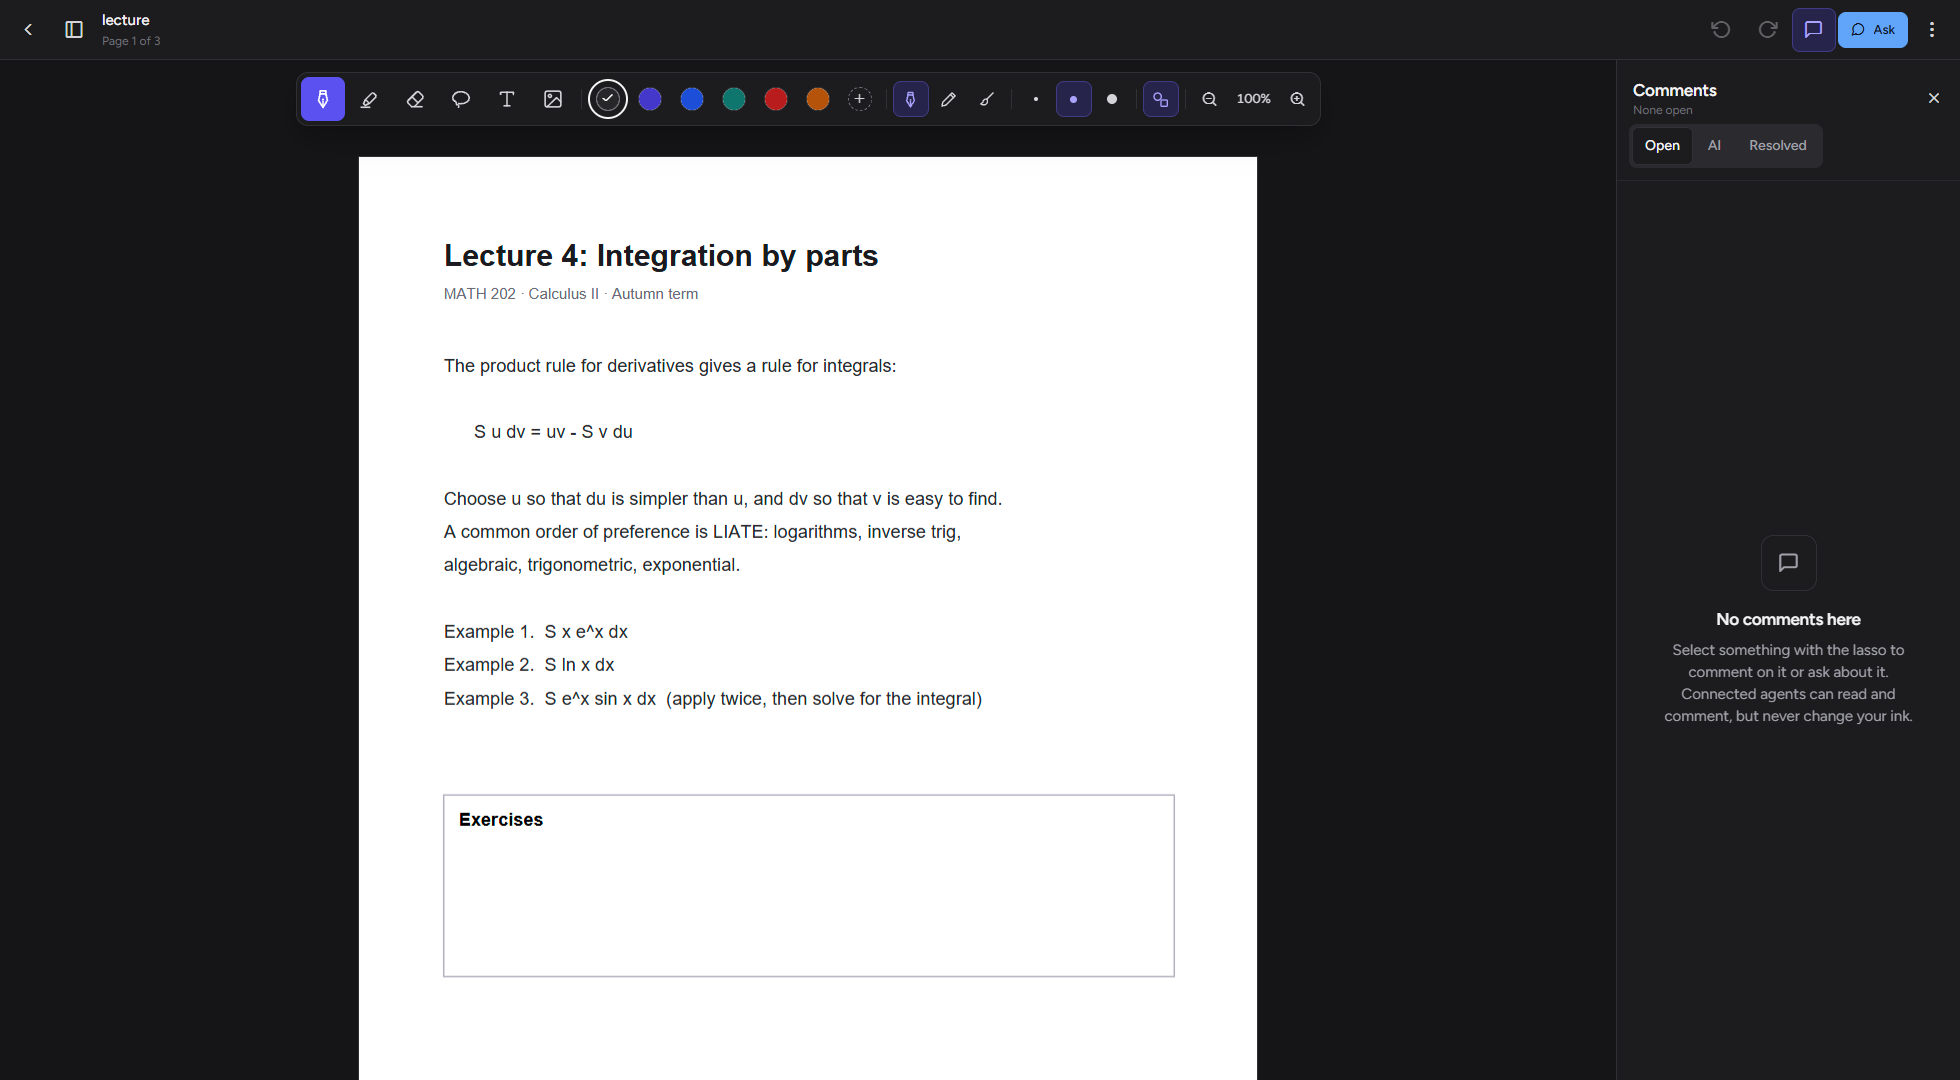 lecture
Page 1 of 3
Ask
100%
Comments
None open
Open AI Resolved
Lecture 4: Integration by parts
MATH 202 · Calculus II · Autumn term
The product rule for derivatives gives a rule for integrals:
S u dv = uv - S v du
Choose u so that du is simpler than u, and dv so that v is easy to find.
A common order of preference is LIATE: logarithms, inverse trig,
algebraic, trigonometric, exponential.
Example 1.  S x e^x dx
Example 2.  S ln x dx
Example 3.  S e^x sin x dx  (apply twice, then solve for the integral)
Exercises
No comments here
Select something with the lasso to
comment on it or ask about it.
Connected agents can read and
comment, but never change your ink.